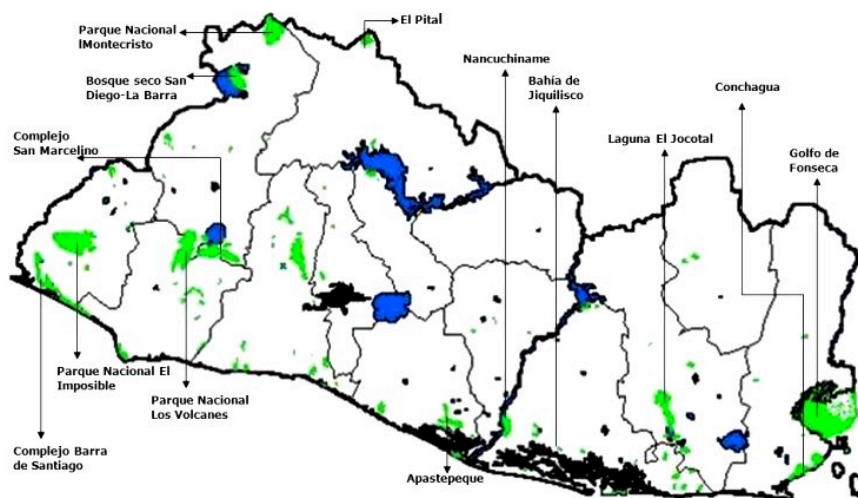 Parque Nacional
lMontecristo
El Pital
Bosque seco San
Diego-La Barra
Nancuchiname
Bahía de
Jiquilisco
Conchagua
Complejo
San Marcelino
Laguna El Jocotal
Golfo de
Fonseca
Parque Nacional El
Imposible
Parque Nacional
Los Volcanes
Complejo Barra
de Santiago
Apastepeque